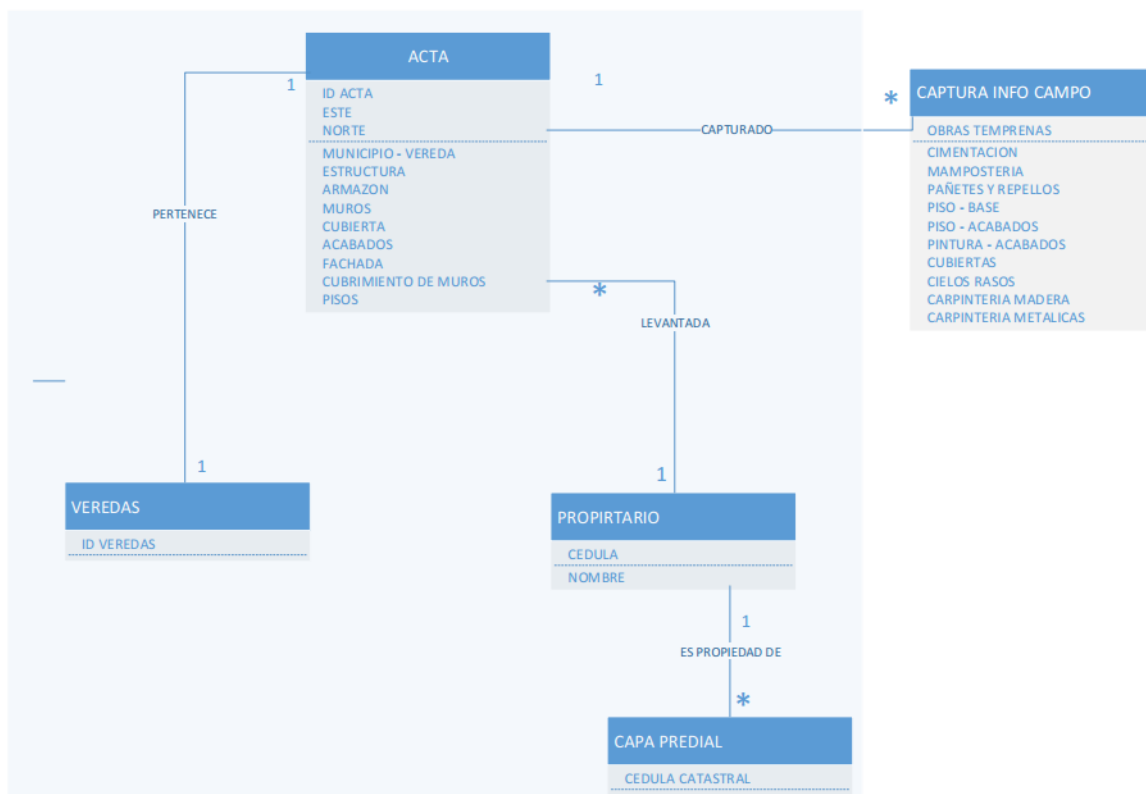 ACTA
ID ACTA
ESTE
NORTE
MUNICIPIO - VEREDA
ESTRUCTURA
ARMAZON
MUROS
CUBIERTA
ACABADOS
FACHADA
CUBRIMIENTO DE MUROS
PISOS
1
1
CAPTURADO
*
CAPTURA INFO CAMPO
OBRAS TEMPRENAS
CIMENTACION
MAMPOSTERIA
PAÑETES Y REPELLOS
PISO - BASE
PISO - ACABADOS
PINTURA - ACABADOS
CUBIERTAS
CIELOS RASOS
CARPINTERIA MADERA
CARPINTERIA METALICAS
PERTENECE
1
VEREDAS
ID VEREDAS
*
LEVANTADA
1
PROPIRTARIO
CEDULA
NOMBRE
1
ES PROPIEDAD DE
*
CAPA PREDIAL
CEDULA CATASTRAL